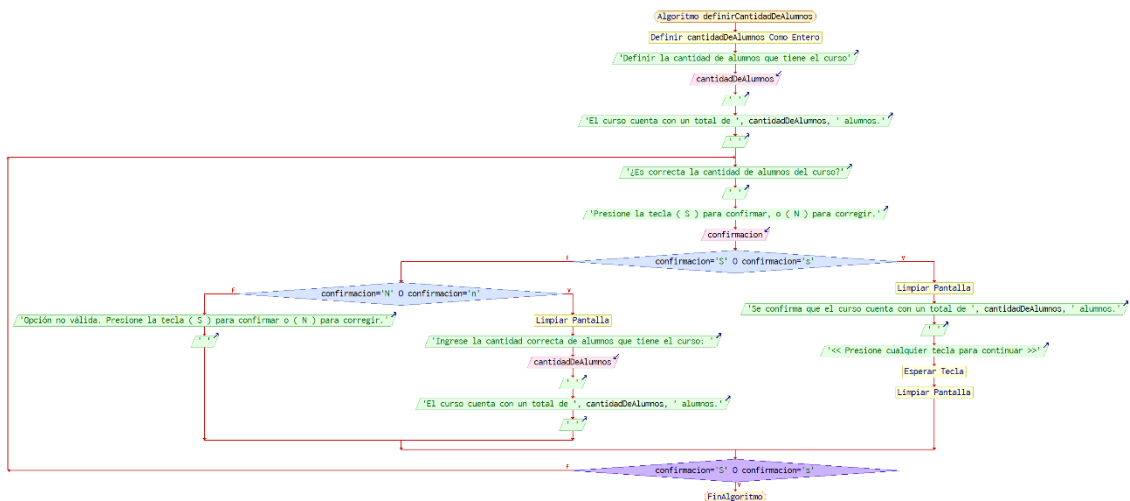 Algoritmo definirCantidadDeAlumnos
Definir cantidadDeAlumnos Como Entero
'Definir la cantidad de alumnos que tiene el curso'
cantidadDeAlumnos
' '
'El curso cuenta con un total de ', cantidadDeAlumnos, ' alumnos.'
' '
'¿Es correcta la cantidad de alumnos del curso?'
' '
'Presione la tecla ( S ) para confirmar, o ( N ) para corregir.'
confirmacion
F
confirmacion='S' O confirmacion='s'
V
F
confirmacion='N' O confirmacion='n'
V
'Opción no válida. Presione la tecla ( S ) para confirmar o ( N ) para corregir.'
' '
Limpiar Pantalla
'Ingrese la cantidad correcta de alumnos que tiene el curso: '
cantidadDeAlumnos
' '
'El curso cuenta con un total de ', cantidadDeAlumnos, ' alumnos.'
' '
Limpiar Pantalla
'Se confirma que el curso cuenta con un total de ', cantidadDeAlumnos, ' alumnos.'
' '
'<< Presione cualquier tecla para continuar >>'
Esperar Tecla
Limpiar Pantalla
F
confirmacion='S' O confirmacion='s'
V
FinAlgoritmo